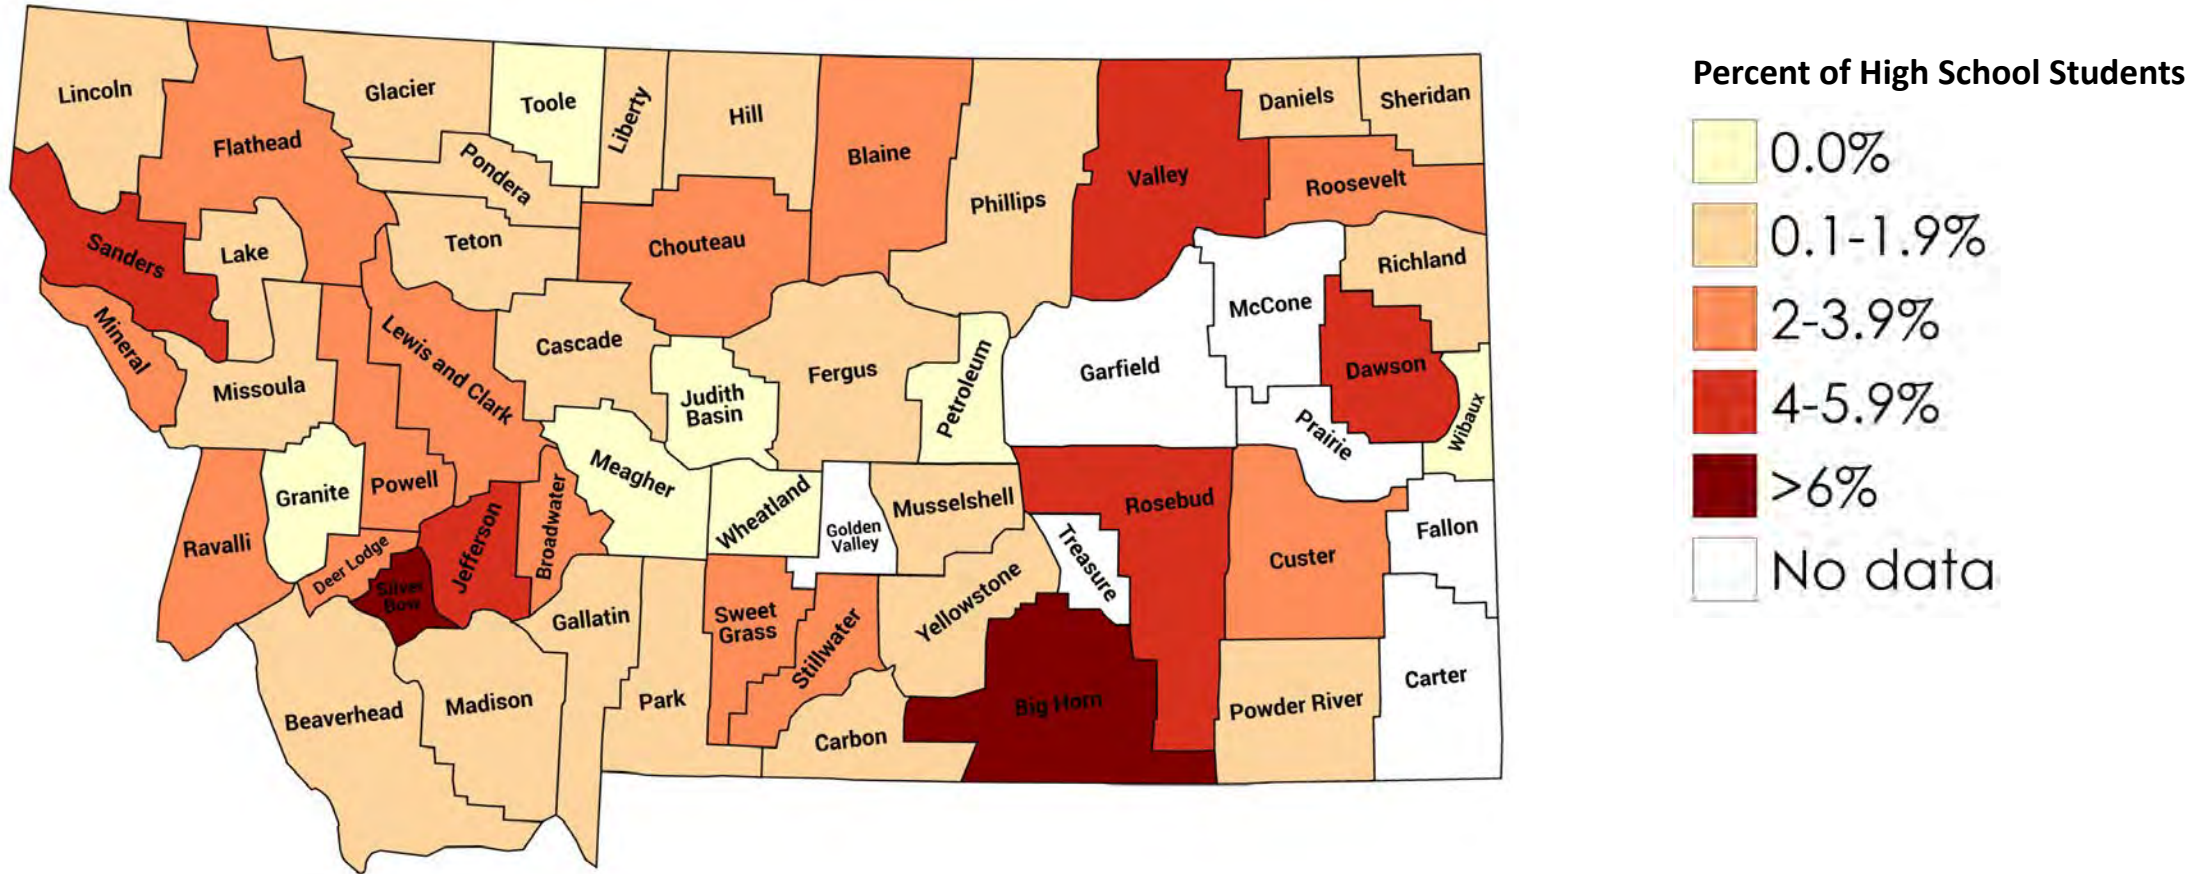 Lincoln
Flathead
Glacier
Toole
Liberty
Hill
Blaine
Phillips
Valley
Daniels
Sheridan
Roosevelt
Pondera
Teton
Chouteau
Sanders
Lake
Richland
McCone
Garfield
Dawson
Wibaux
Prairie
Mineral
Missoula
Lewis and Clark
Cascade
Judith
Basin
Fergus
Petroleum
Granite
Powell
Meagher
Wheatland
Golden
Valley
Musselshell
Rosebud
Treasure
Custer
Fallon
Ravalli
Deer Lodge
Silver
Bow
Jefferson
Broadwater
Gallatin
Park
Sweet
Grass
Stillwater
Yellowstone
Big Horn
Powder River
Carter
Beaverhead
Madison
Carbon
Percent of High School Students
0.0%
0.1-1.9%
2-3.9%
4-5.9%
>6%
No data